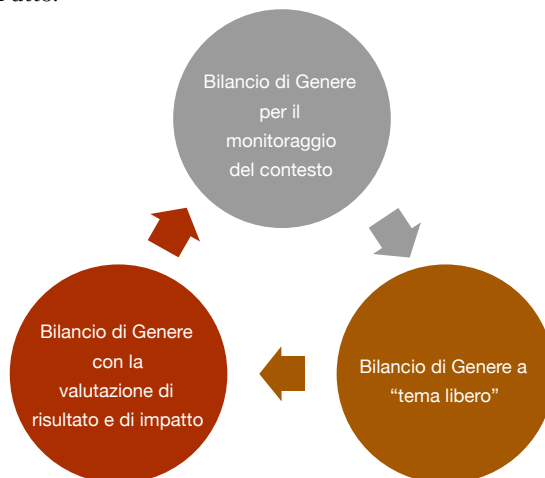 Bilancio di Genere
per il
monitoraggio
del contesto
Bilancio di Genere
con la
valutazione di
risultato e di impatto
Bilancio di Genere a
“tema libero”